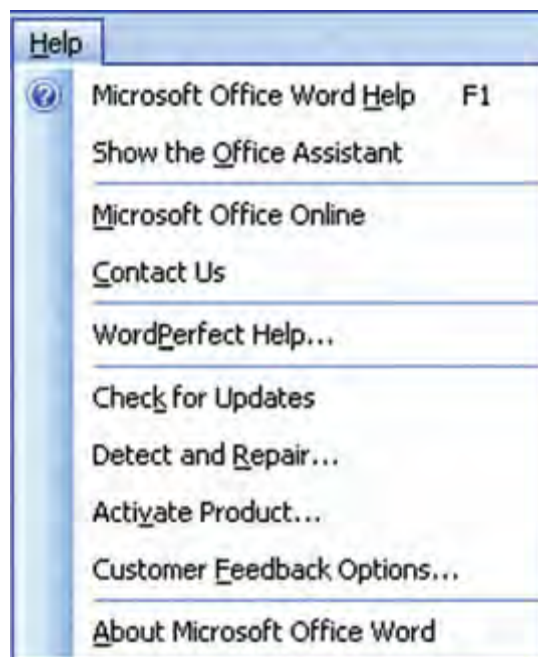 Help
Microsoft Office Word Help F1
Show the Office Assistant
Microsoft Office Online
Contact Us
WordPerfect Help...
Check for Updates
Detect and Repair...
Activate Product...
Customer Feedback Options...
About Microsoft Office Word